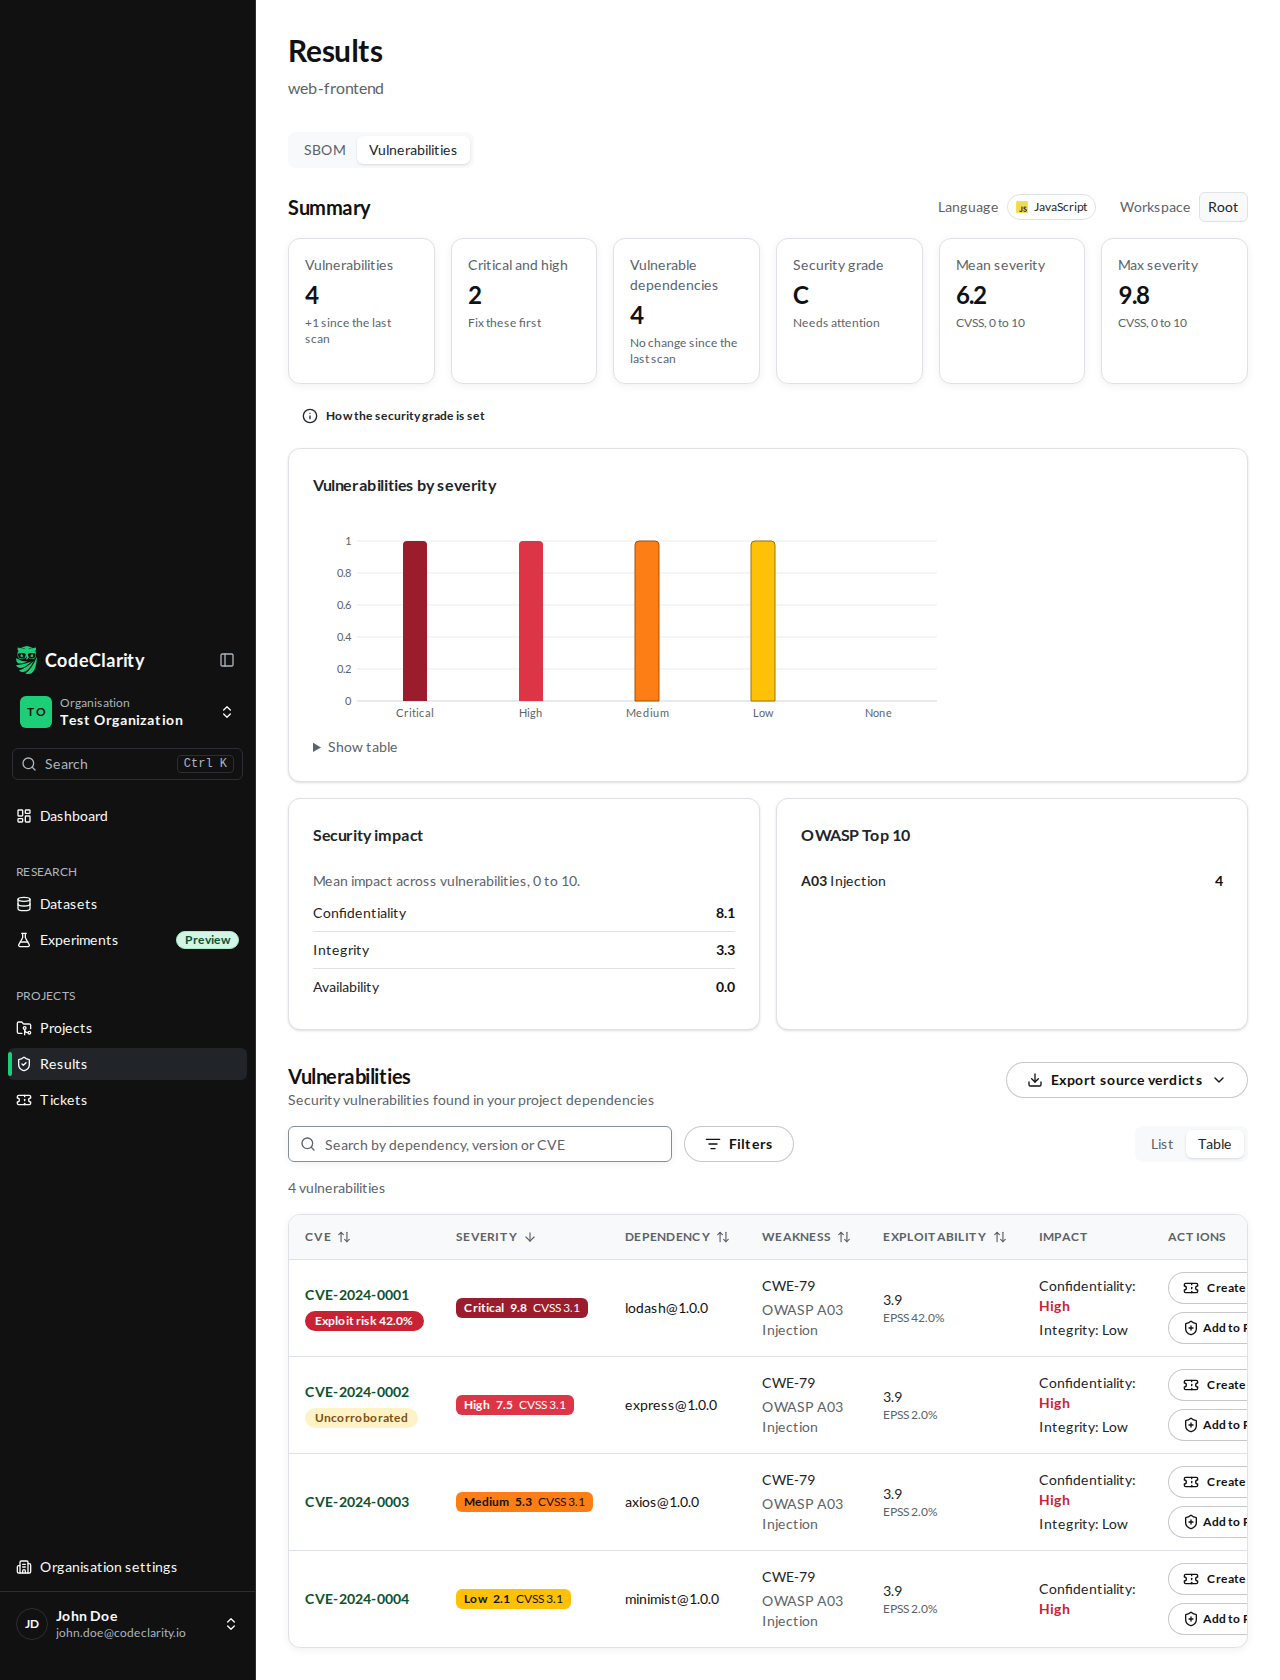 CodeClarity
TO
Organisation
Test Organization
Search
Ctrl K
Dashboard
RESEARCH
Datasets
Experiments
Preview
PROJECTS
Projects
Results
Tickets
Organisation settings
JD
John Doe
john.doe@codeclarity.io
Results
web-frontend
SBOM
Vulnerabilities
Summary
Language
JS
JavaScript
Workspace
Root
Vulnerabilities
4
+1 since the last
scan
Critical and high
2
Fix these first
Vulnerable
dependencies
4
No change since the
last scan
Security grade
C
Needs attention
Mean severity
6.2
CVSS, 0 to 10
Max severity
9.8
CVSS, 0 to 10
How the security grade is set
Vulnerabilities by severity
1
0.8
0.6
0.4
0.2
0
Critical
High
Medium
Low
None
Show table
Security impact
Mean impact across vulnerabilities, 0 to 10.
Confidentiality 8.1
Integrity 3.3
Availability 0.0
OWASP Top 10
A03 Injection 4
Vulnerabilities
Security vulnerabilities found in your project dependencies
Export source verdicts
Search by dependency, version or CVE
Filters
List
Table
4 vulnerabilities
CVE SEVERITY DEPENDENCY WEAKNESS EXPLOITABILITY IMPACT ACTIONS
CVE-2024-0001
Exploit risk 42.0%
Critical 9.8 CVSS 3.1
lodash@1.0.0
CWE-79
OWASP A03
Injection
3.9
EPSS 42.0%
Confidentiality:
High
Integrity: Low
Create
Add to
CVE-2024-0002
Uncorroborated
High 7.5 CVSS 3.1
express@1.0.0
CWE-79
OWASP A03
Injection
3.9
EPSS 2.0%
Confidentiality:
High
Integrity: Low
Create
Add to
CVE-2024-0003
Medium 5.3 CVSS 3.1
axios@1.0.0
CWE-79
OWASP A03
Injection
3.9
EPSS 2.0%
Confidentiality:
High
Integrity: Low
Create
Add to
CVE-2024-0004
Low 2.1 CVSS 3.1
minimist@1.0.0
CWE-79
OWASP A03
Injection
3.9
EPSS 2.0%
Confidentiality:
High
Create
Add to